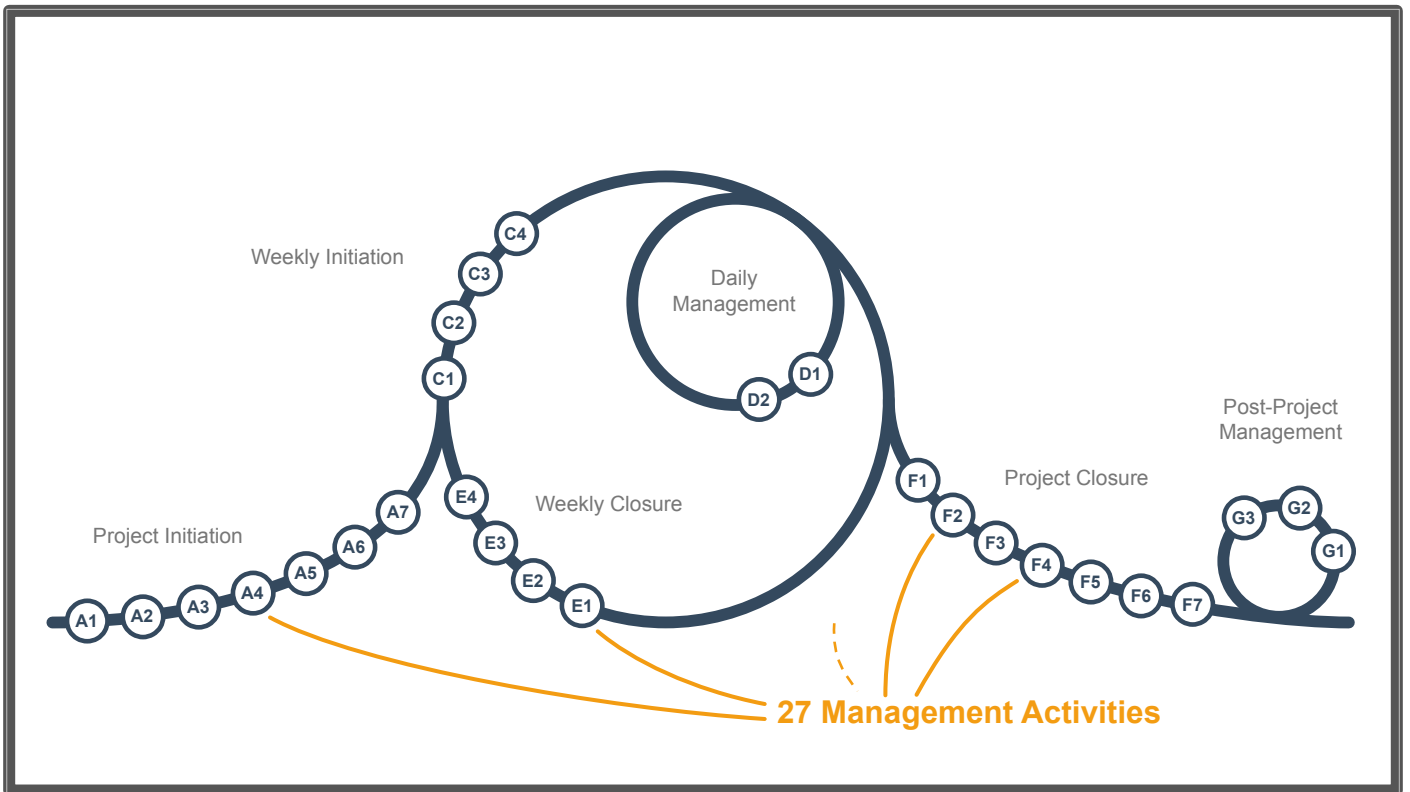 Weekly Initiation
C4
C3
C2
C1
Daily
Management
D1
D2
Post-Project
Management
Project Closure
Weekly Closure
Project Initiation
A1
A2
A3
A4
A5
A6
A7
E4
E3
E2
E1
F1
F2
F3
F4
F5
F6
F7
G3
G2
G1
27 Management Activities